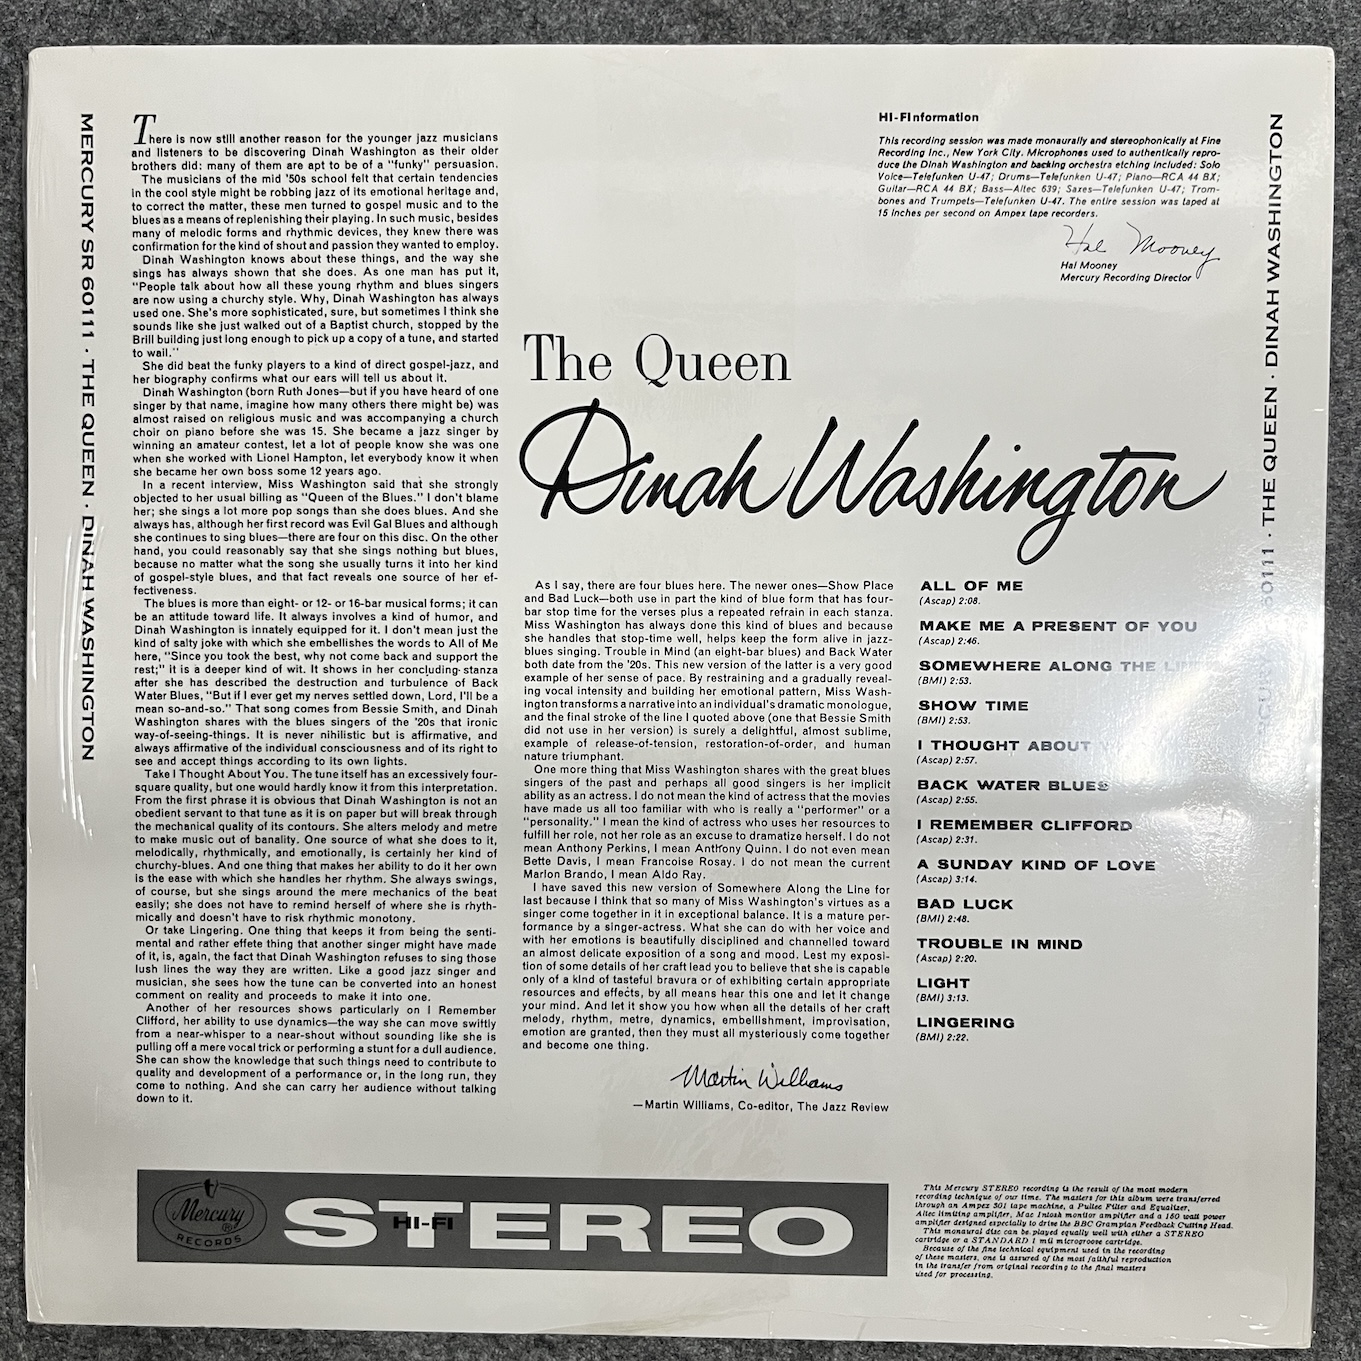 MERCURY SR 60111 · THE QUEEN · DINAH WASHINGTON
There is now still another reason for the younger jazz musicians
and listeners to be discovering Dinah Washington as their older
brothers did: many of them are apt to be of a "funky" persuasion.
The musicians of the mid '50s school felt that certain tendencies
in the cool style might be robbing jazz of its emotional heritage and,
to correct the matter, these men turned to gospel music and to the
blues as a means of replenishing their playing. In such music, besides
many of melodic forms and rhythmic devices, they knew there was
confirmation for the kind of shout and passion they wanted to employ.
Dinah Washington knows about these things, and the way she
sings has always shown that she does. As one man has put it,
"People talk about how all these young rhythm and blues singers
are now using a churchy style. Why, Dinah Washington has always
used one. She's more sophisticated, sure, but sometimes I think she
sounds like she just walked out of a Baptist church, stopped by the
Brill building just long enough to pick up a copy of a tune, and started
to wail."
She did beat the funky players to a kind of direct gospel-jazz, and
her biography confirms what our ears will tell us about it.
Dinah Washington (born Ruth Jones—but if you have heard of one
singer by that name, imagine how many others there might be) was
almost raised on religious music and was accompanying a church
choir on piano before she was 15. She became a jazz singer by
winning an amateur contest, let a lot of people know she was one
when she worked with Lionel Hampton, let everybody know it when
she became her own boss some 12 years ago.
In a recent interview, Miss Washington said that she strongly
objected to her usual billing as "Queen of the Blues." I don't blame
her; she sings a lot more pop songs than she does blues. And she
always has, although her first record was Evil Gal Blues and although
she continues to sing blues—there are four on this disc. On the other
hand, you could reasonably say that she sings nothing but blues,
because no matter what the song she usually turns it into her kind
of gospel-style blues, and that fact reveals one source of her ef-
fectiveness.
The blues is more than eight- or 12- or 16-bar musical forms; it can
be an attitude toward life. It always involves a kind of humor, and
Dinah Washington is innately equipped for it. I don't mean just the
kind of salty joke with which she embellishes the words to All of Me
here, "Since you took the best, why not come back and support the
rest;" it is a deeper kind of wit. It shows in her concluding stanza
after she has described the destruction and turbulence of Back
Water Blues, "But if I ever get my nerves settled down, Lord, I'll be a
mean so-and-so." That song comes from Bessie Smith, and Dinah
Washington shares with the blues singers of the '20s that ironic
way-of-seeing-things. It is never nihilistic but is affirmative, and
always affirmative of the individual consciousness and of its right to
see and accept things according to its own lights.
Take I Thought About You. The tune itself has an excessively four-
square quality, but one would hardly know it from this interpretation.
From the first phrase it is obvious that Dinah Washington is not an
obedient servant to that tune as it is on paper but will break through
the mechanical quality of its contours. She alters melody and metre
to make music out of banality. One source of what she does to it,
melodically, rhythmically, and emotionally, is certainly her kind of
churchy-blues. And one thing that makes her ability to do it her own
is the ease with which she handles her rhythm. She always swings,
of course, but she sings around the mere mechanics of the beat
easily; she does not have to remind herself of where she is rhyth-
mically and doesn't have to risk rhythmic monotony.
Or take Lingering. One thing that keeps it from being the senti-
mental and rather effete thing that another singer might have made
of it, is, again, the fact that Dinah Washington refuses to sing those
lush lines the way they are written. Like a good jazz singer and
musician, she sees how the tune can be converted into an honest
comment on reality and proceeds to make it into one.
Another of her resources shows particularly on I Remember
Clifford, her ability to use dynamics—the way she can move swiftly
from a near-whisper to a near-shout without sounding like she is
pulling off a mere vocal trick or performing a stunt for a dull audience.
She can show the knowledge that such things need to contribute to
quality and development of a performance or, in the long run, they
come to nothing. And she can carry her audience without talking
down to it.
HI-FInformation
This recording session was made monaurally and stereophonically at Fine
Recording Inc., New York City. Microphones used to authentically repro-
duce the Dinah Washington and backing orchestra etching included: Solo
Voice—Telefunken U-47; Drums—Telefunken U-47; Piano—RCA 44 BX;
Guitar—RCA 44 BX; Bass—Altec 639; Saxes—Telefunken U-47; Trom-
bones and Trumpets—Telefunken U-47. The entire session was taped at
15 inches per second on Ampex tape recorders.
Hal Mooney
Hal Mooney
Mercury Recording Director
The Queen
Dinah Washington
As I say, there are four blues here. The newer ones—Show Place
and Bad Luck—both use in part the kind of blue form that has four-
bar stop time for the verses plus a repeated refrain in each stanza.
Miss Washington has always done this kind of blues and because
she handles that stop-time well, helps keep the form alive in jazz-
blues singing. Trouble in Mind (an eight-bar blues) and Back Water
both date from the '20s. This new version of the latter is a very good
example of her sense of pace. By restraining and a gradually reveal-
ing vocal intensity and building her emotional pattern, Miss Wash-
ington transforms a narrative into an individual's dramatic monologue,
and the final stroke of the line I quoted above (one that Bessie Smith
did not use in her version) is surely a delightful, almost sublime,
example of release-of-tension, restoration-of-order, and human
nature triumphant.
One more thing that Miss Washington shares with the great blues
singers of the past and perhaps all good singers is her implicit
ability as an actress. I do not mean the kind of actress that the movies
have made us all too familiar with who is really a "performer" or a
"personality." I mean the kind of actress who uses her resources to
fulfill her role, not her role as an excuse to dramatize herself. I do not
mean Anthony Perkins, I mean Anthony Quinn. I do not even mean
Bette Davis, I mean Francoise Rosay. I do not mean the current
Marlon Brando, I mean Aldo Ray.
I have saved this new version of Somewhere Along the Line for
last because I think that so many of Miss Washington's virtues as a
singer come together in it in exceptional balance. It is a mature per-
formance by a singer-actress. What she can do with her voice and
with her emotions is beautifully disciplined and channelled toward
an almost delicate exposition of a song and mood. Lest my exposi-
tion of some details of her craft lead you to believe that she is capable
only of a kind of tasteful bravura or of exhibiting certain appropriate
resources and effects, by all means hear this one and let it change
your mind. And let it show you how when all the details of her craft
melody, rhythm, metre, dynamics, embellishment, improvisation,
emotion are granted, then they must all mysteriously come together
and become one thing.
Martin Williams
—Martin Williams, Co-editor, The Jazz Review
ALL OF ME
(Ascap) 2:08.
MAKE ME A PRESENT OF YOU
(Ascap) 2:46.
SOMEWHERE ALONG THE LINE
(BMI) 2:53.
SHOW TIME
(BMI) 2:53.
I THOUGHT ABOUT
(Ascap) 2:57.
BACK WATER BLUES
(Ascap) 2:55.
I REMEMBER CLIFFORD
(Ascap) 2:31.
A SUNDAY KIND OF LOVE
(Ascap) 3:14.
BAD LUCK
(BMI) 2:48.
TROUBLE IN MIND
(Ascap) 2:20.
LIGHT
(BMI) 3:13.
LINGERING
(BMI) 2:22.
MERCURY 60111 · THE QUEEN · DINAH WASHINGTON
Mercury
RECORDS
STEREO
HI-FI
This Mercury STEREO recording is the result of the most modern
recording technique of our time. The masters for this album were transferred
through an Ampex 301 tape machine, a Pultec Filter and Equalizer,
Altec limiting amplifier, Mac Intosh monitor amplifier and a 160 watt power
amplifier designed especially to drive the BBC Grampian Feedback Cutting Head.
This monaural disc can be played equally well with either a STEREO
cartridge or a STANDARD 1 mil microgroove cartridge.
Because of the fine technical equipment used in the recording
of these masters, one is assured of the most faithful reproduction
in the transfer from original recording to the final masters
used for processing.